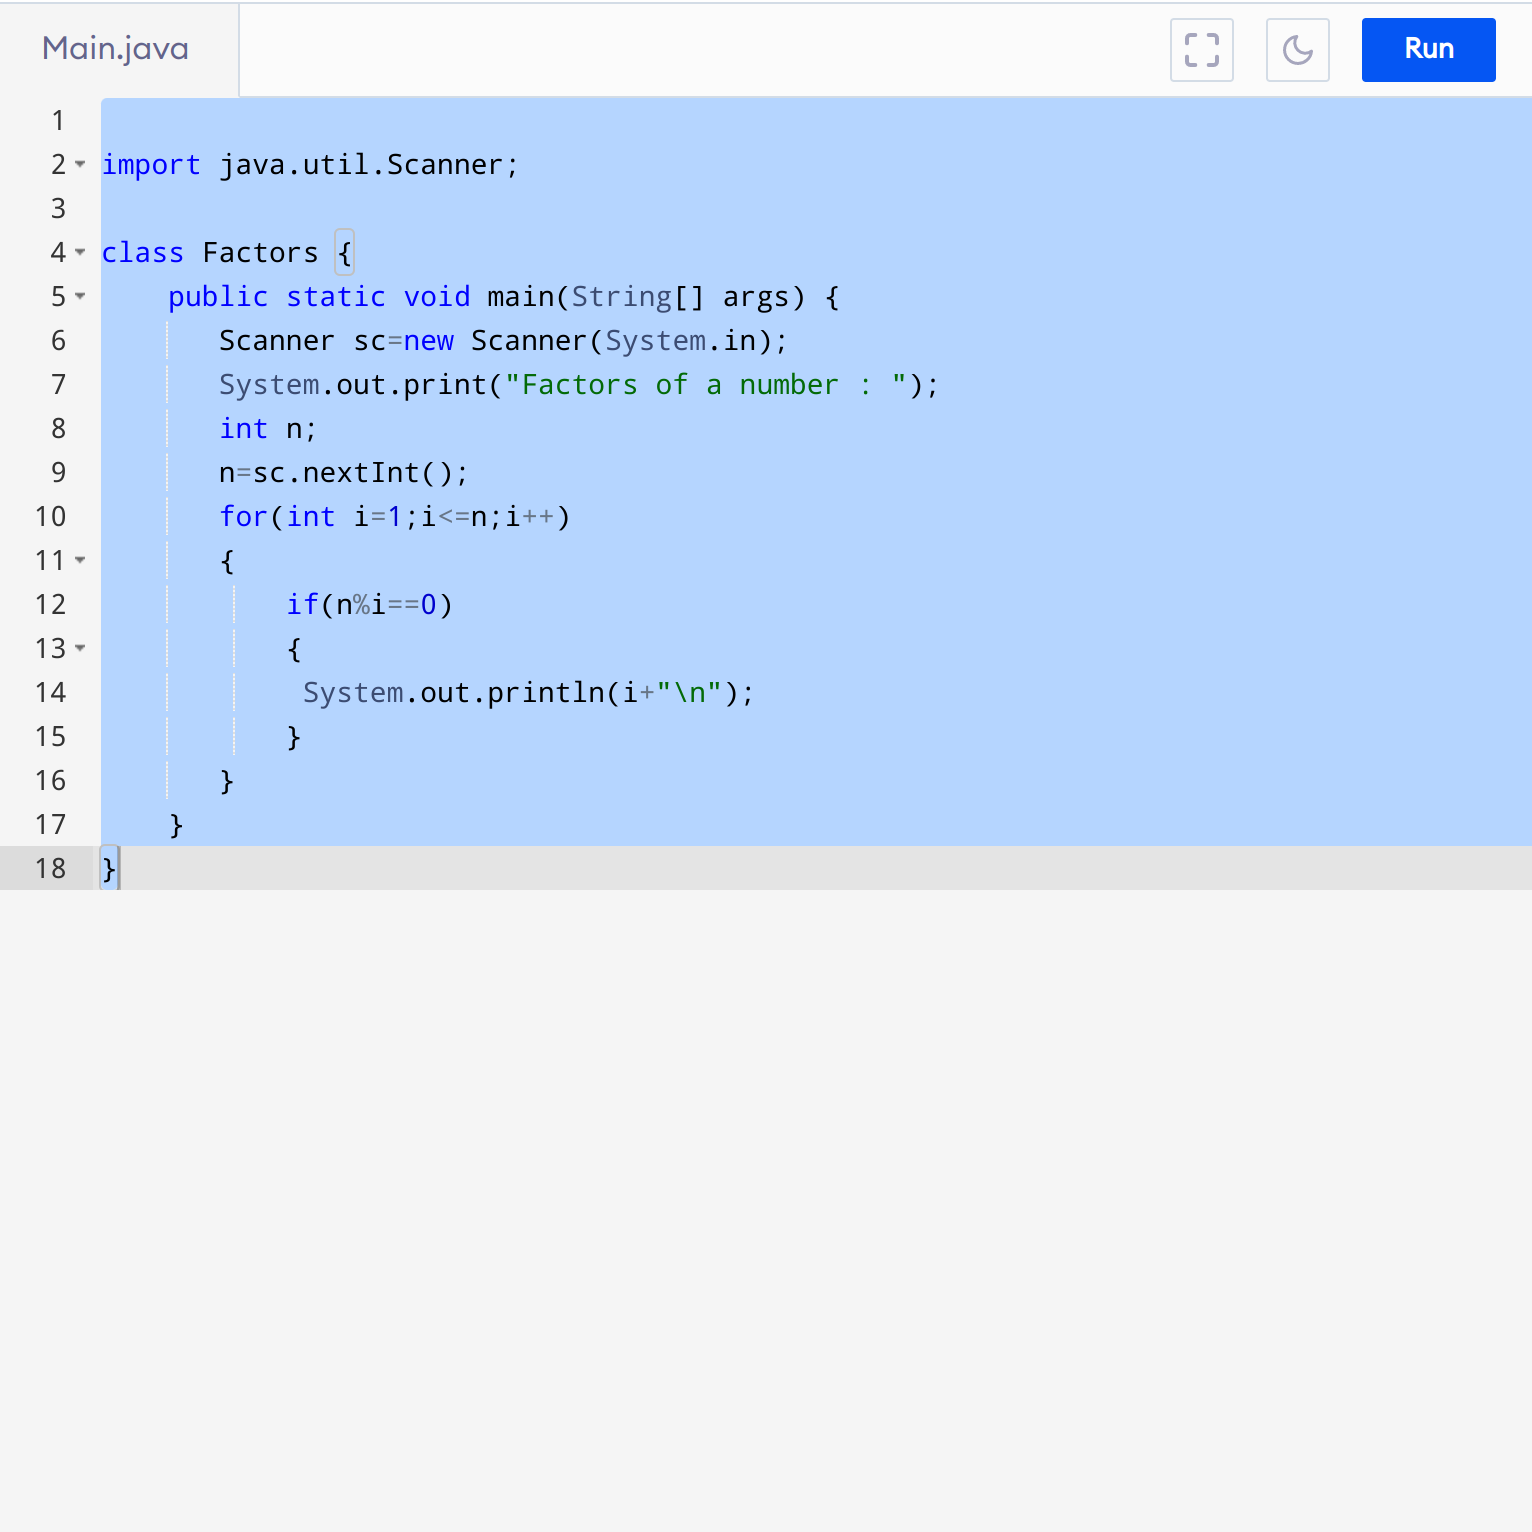 Main.java
Run
1
2 import java.util.Scanner;
3
4 class Factors {
5     public static void main(String[] args) {
6        Scanner sc=new Scanner(System.in);
7        System.out.print("Factors of a number : ");
8        int n;
9        n=sc.nextInt();
10        for(int i=1;i<=n;i++)
11        {
12            if(n%i==0)
13            {
14             System.out.println(i+"\n");
15            }
16        }
17     }
18 }